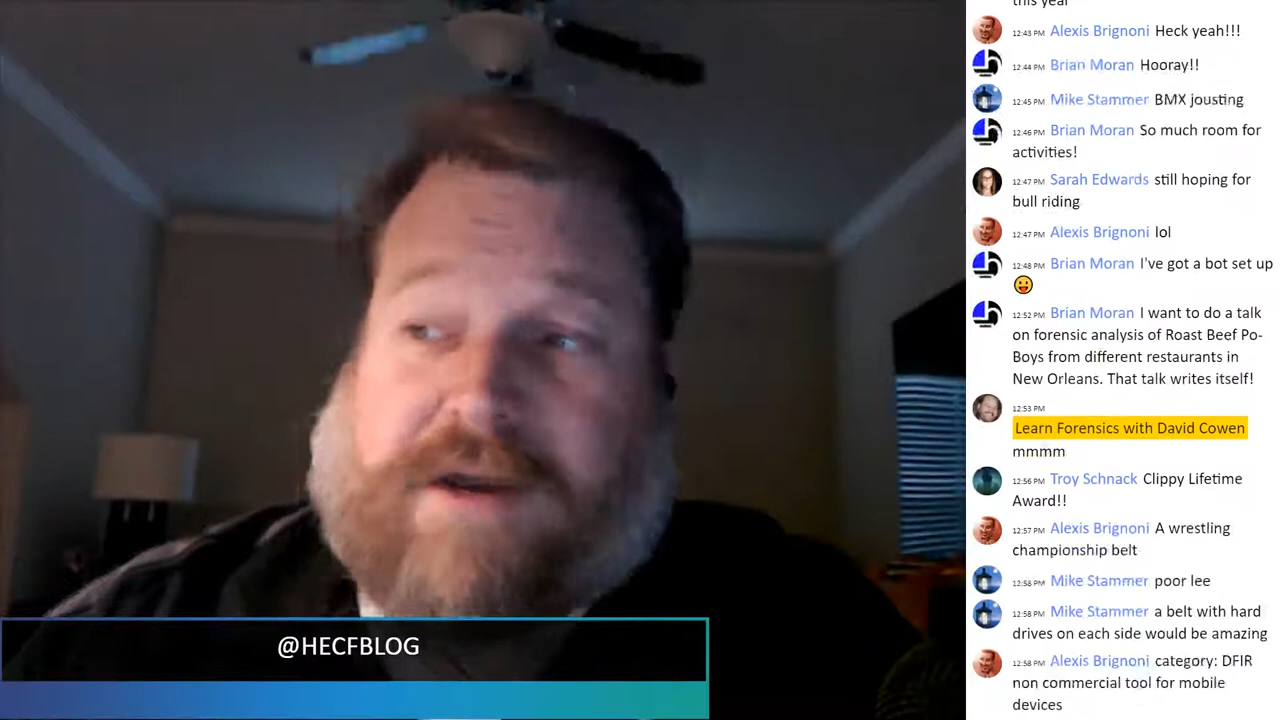 @HECFBLOG
this year
12:43 PM Alexis Brignoni Heck yeah!!!
12:44 PM Brian Moran Hooray!!
12:45 PM Mike Stammer BMX jousting
12:46 PM Brian Moran So much room for
activities!
12:47 PM Sarah Edwards still hoping for
bull riding
12:47 PM Alexis Brignoni lol
12:48 PM Brian Moran I've got a bot set up
😛
12:52 PM Brian Moran I want to do a talk
on forensic analysis of Roast Beef Po-
Boys from different restaurants in
New Orleans. That talk writes itself!
12:53 PM
Learn Forensics with David Cowen
mmmm
12:56 PM Troy Schnack Clippy Lifetime
Award!!
12:57 PM Alexis Brignoni A wrestling
championship belt
12:58 PM Mike Stammer poor lee
12:58 PM Mike Stammer a belt with hard
drives on each side would be amazing
12:58 PM Alexis Brignoni category: DFIR
non commercial tool for mobile
devices